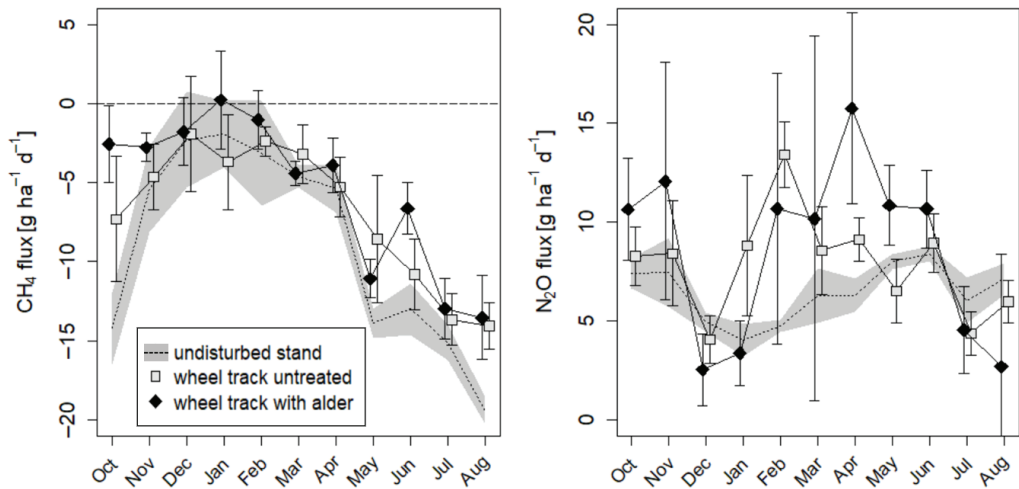 CH4 flux [g ha⁻¹ d⁻¹]
5
0
−5
−10
−15
−20
undisturbed stand
wheel track untreated
wheel track with alder
Oct Nov Dec Jan Feb Mar Apr May Jun Jul Aug
N2O flux [g ha⁻¹ d⁻¹]
20
15
10
5
0
Oct Nov Dec Jan Feb Mar Apr May Jun Jul Aug